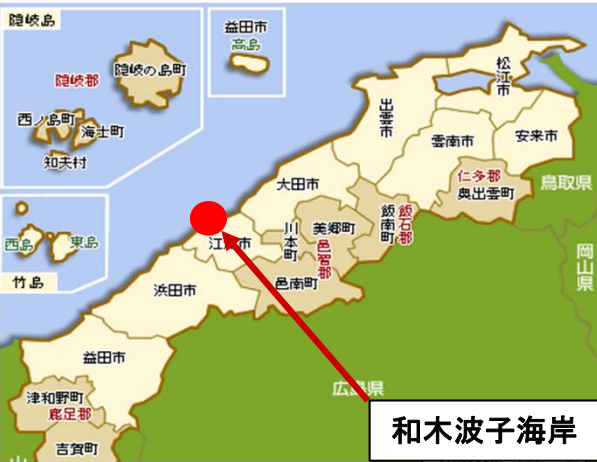 隠岐島
隠岐の島町
隠岐郡
西ノ島町
海士町
知夫村
益田市
高島
松江市
出雲市
雲南市
安来市
仁多郡
奥出雲町
鳥取県
大田市
飯南町
飯石郡
美郷町
川本町
邑智郡
邑南町
江
市
岡山県
西島
東島
竹島
浜田市
益田市
津和野町
鹿足郡
吉賀町
広島県
山
和木波子海岸